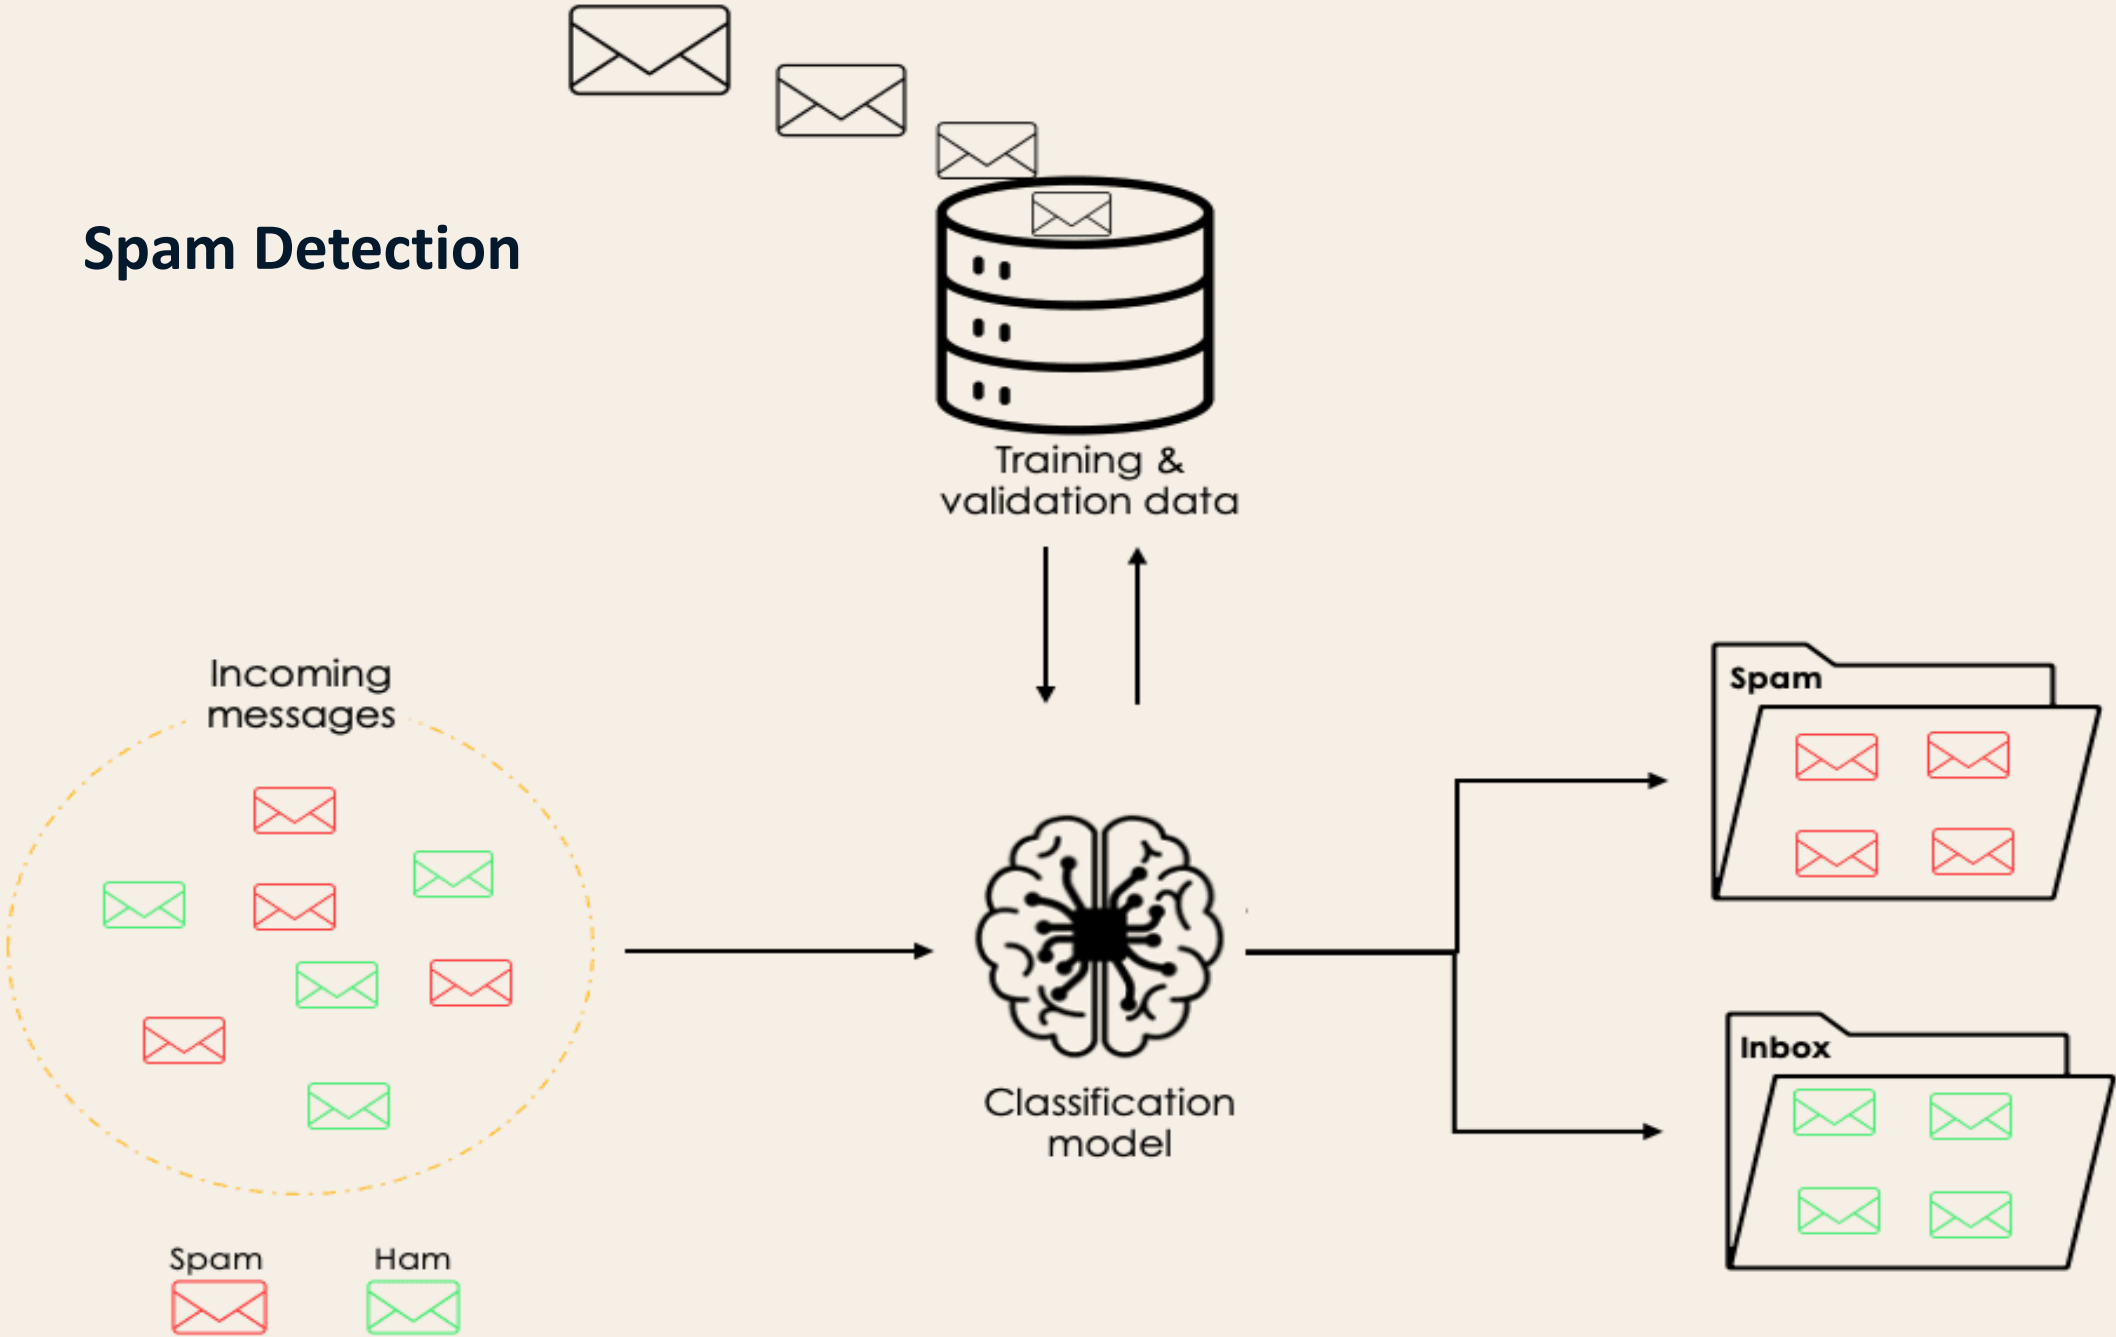 Spam Detection
Training &
validation data
Incoming
messages
Spam
Classification
model
Inbox
Spam
Ham